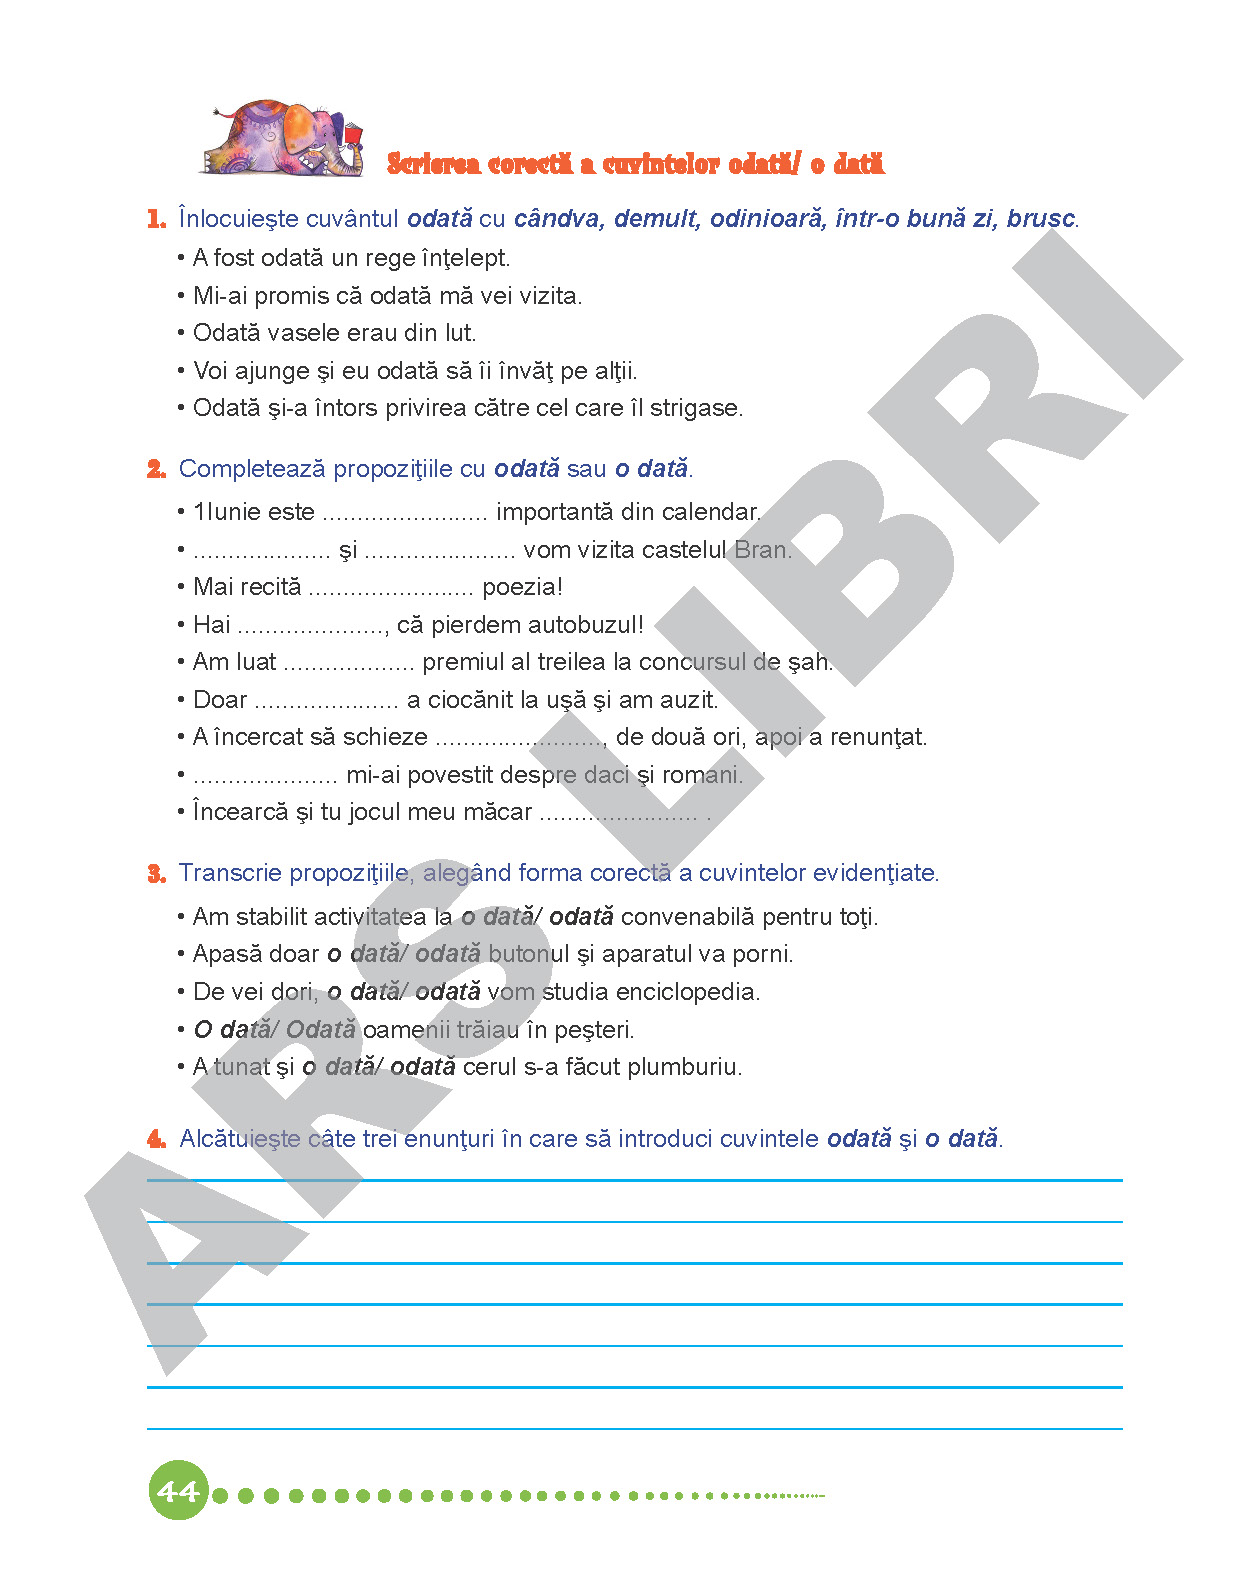 Scrierea corectă a cuvintelor odată/ o dată
1. Înlocuieşte cuvântul odată cu cândva, demult, odinioară, într-o bună zi, brusc.
• A fost odată un rege înţelept.
• Mi-ai promis că odată mă vei vizita.
• Odată vasele erau din lut.
• Voi ajunge şi eu odată să îi învăţ pe alţii.
• Odată şi-a întors privirea către cel care îl strigase.
2. Completează propoziţiile cu odată sau o dată.
• 1Iunie este ........................ importantă din calendar.
• .................... şi ...................... vom vizita castelul Bran.
• Mai recită ........................ poezia!
• Hai ....................., că pierdem autobuzul!
• Am luat ................... premiul al treilea la concursul de şah.
• Doar ..................... a ciocănit la uşă şi am auzit.
• A încercat să schieze ........................, de două ori, apoi a renunţat.
• ..................... mi-ai povestit despre daci şi romani.
• Încearcă şi tu jocul meu măcar ....................... .
3. Transcrie propoziţiile, alegând forma corectă a cuvintelor evidenţiate.
• Am stabilit activitatea la o dată/ odată convenabilă pentru toţi.
• Apasă doar o dată/ odată butonul şi aparatul va porni.
• De vei dori, o dată/ odată vom studia enciclopedia.
• O dată/ Odată oamenii trăiau în peşteri.
• A tunat şi o dată/ odată cerul s-a făcut plumburiu.
4. Alcătuieşte câte trei enunţuri în care să introduci cuvintele odată şi o dată.
44
ARS LIBRI